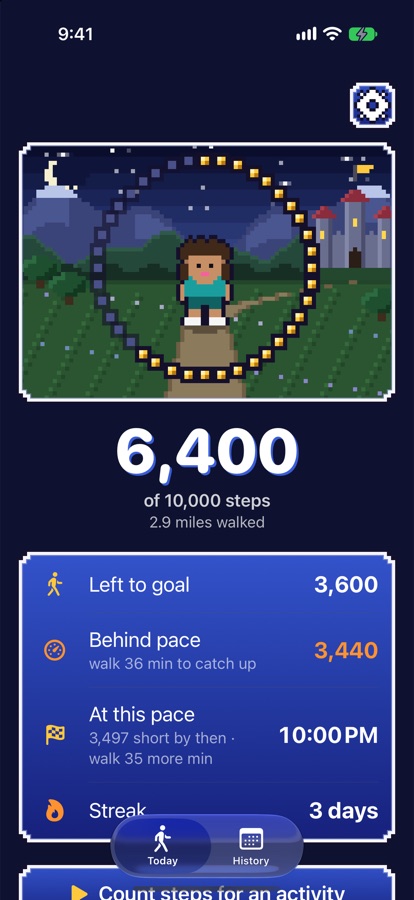 9:41
6,400
of 10,000 steps
2.9 miles walked
Left to goal 3,600
Behind pace 3,440
walk 36 min to catch up
At this pace
3,497 short by then · 10:00 PM
walk 35 more min
Streak 3 days
Today History
Count steps for an activity